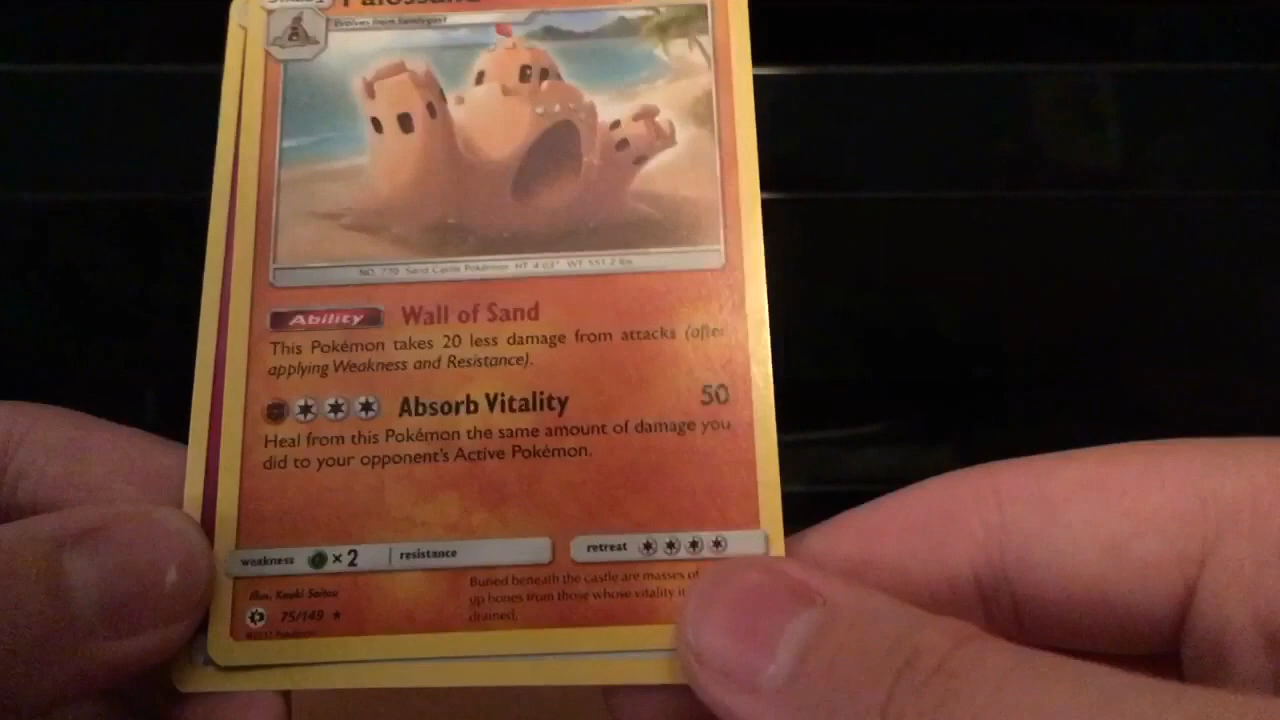 Evolves from Sandygast
NO. 770 Sand Castle Pokémon HT 4'03" WT 551.2 lbs
Ability Wall of Sand
This Pokémon takes 20 less damage from attacks (after
applying Weakness and Resistance).
Absorb Vitality 50
Heal from this Pokémon the same amount of damage you
did to your opponent's Active Pokémon.
weakness ×2 resistance retreat
Illus. Kouki Saitou
Buried beneath the castle are masses of
up bones from those whose vitality it
drained.
75/149
©2017 Pokémon